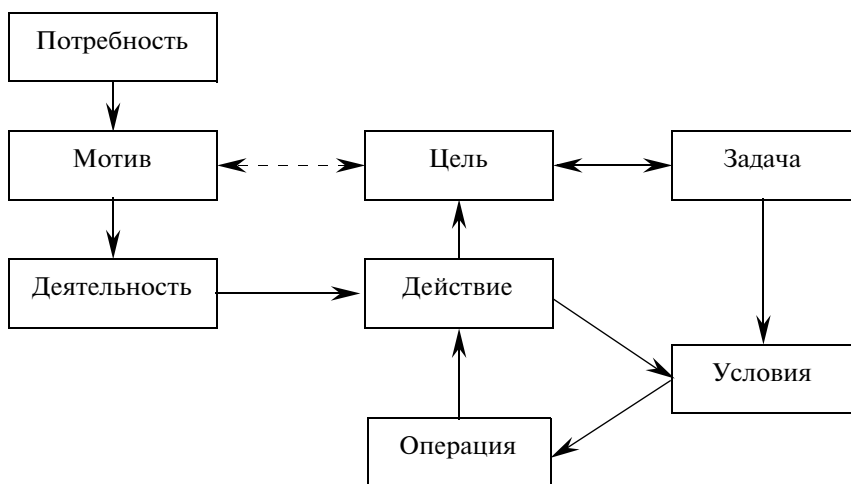 Потребность
Мотив
Цель
Задача
Деятельность
Действие
Условия
Операция